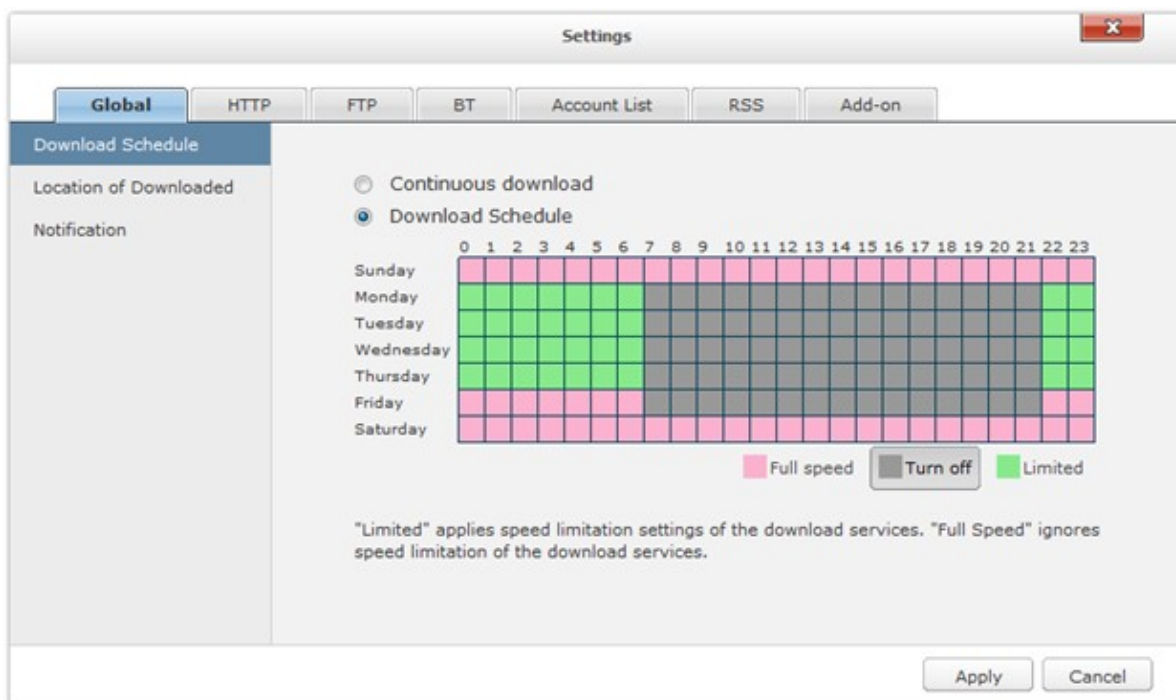 Settings
X
Global HTTP FTP BT Account List RSS Add-on
Download Schedule
Location of Downloaded
Notification
Continuous download
Download Schedule
0 1 2 3 4 5 6 7 8 9 10 11 12 13 14 15 16 17 18 19 20 21 22 23
Sunday
Monday
Tuesday
Wednesday
Thursday
Friday
Saturday
Full speed Turn off Limited
"Limited" applies speed limitation settings of the download services. "Full Speed" ignores
speed limitation of the download services.
Apply Cancel